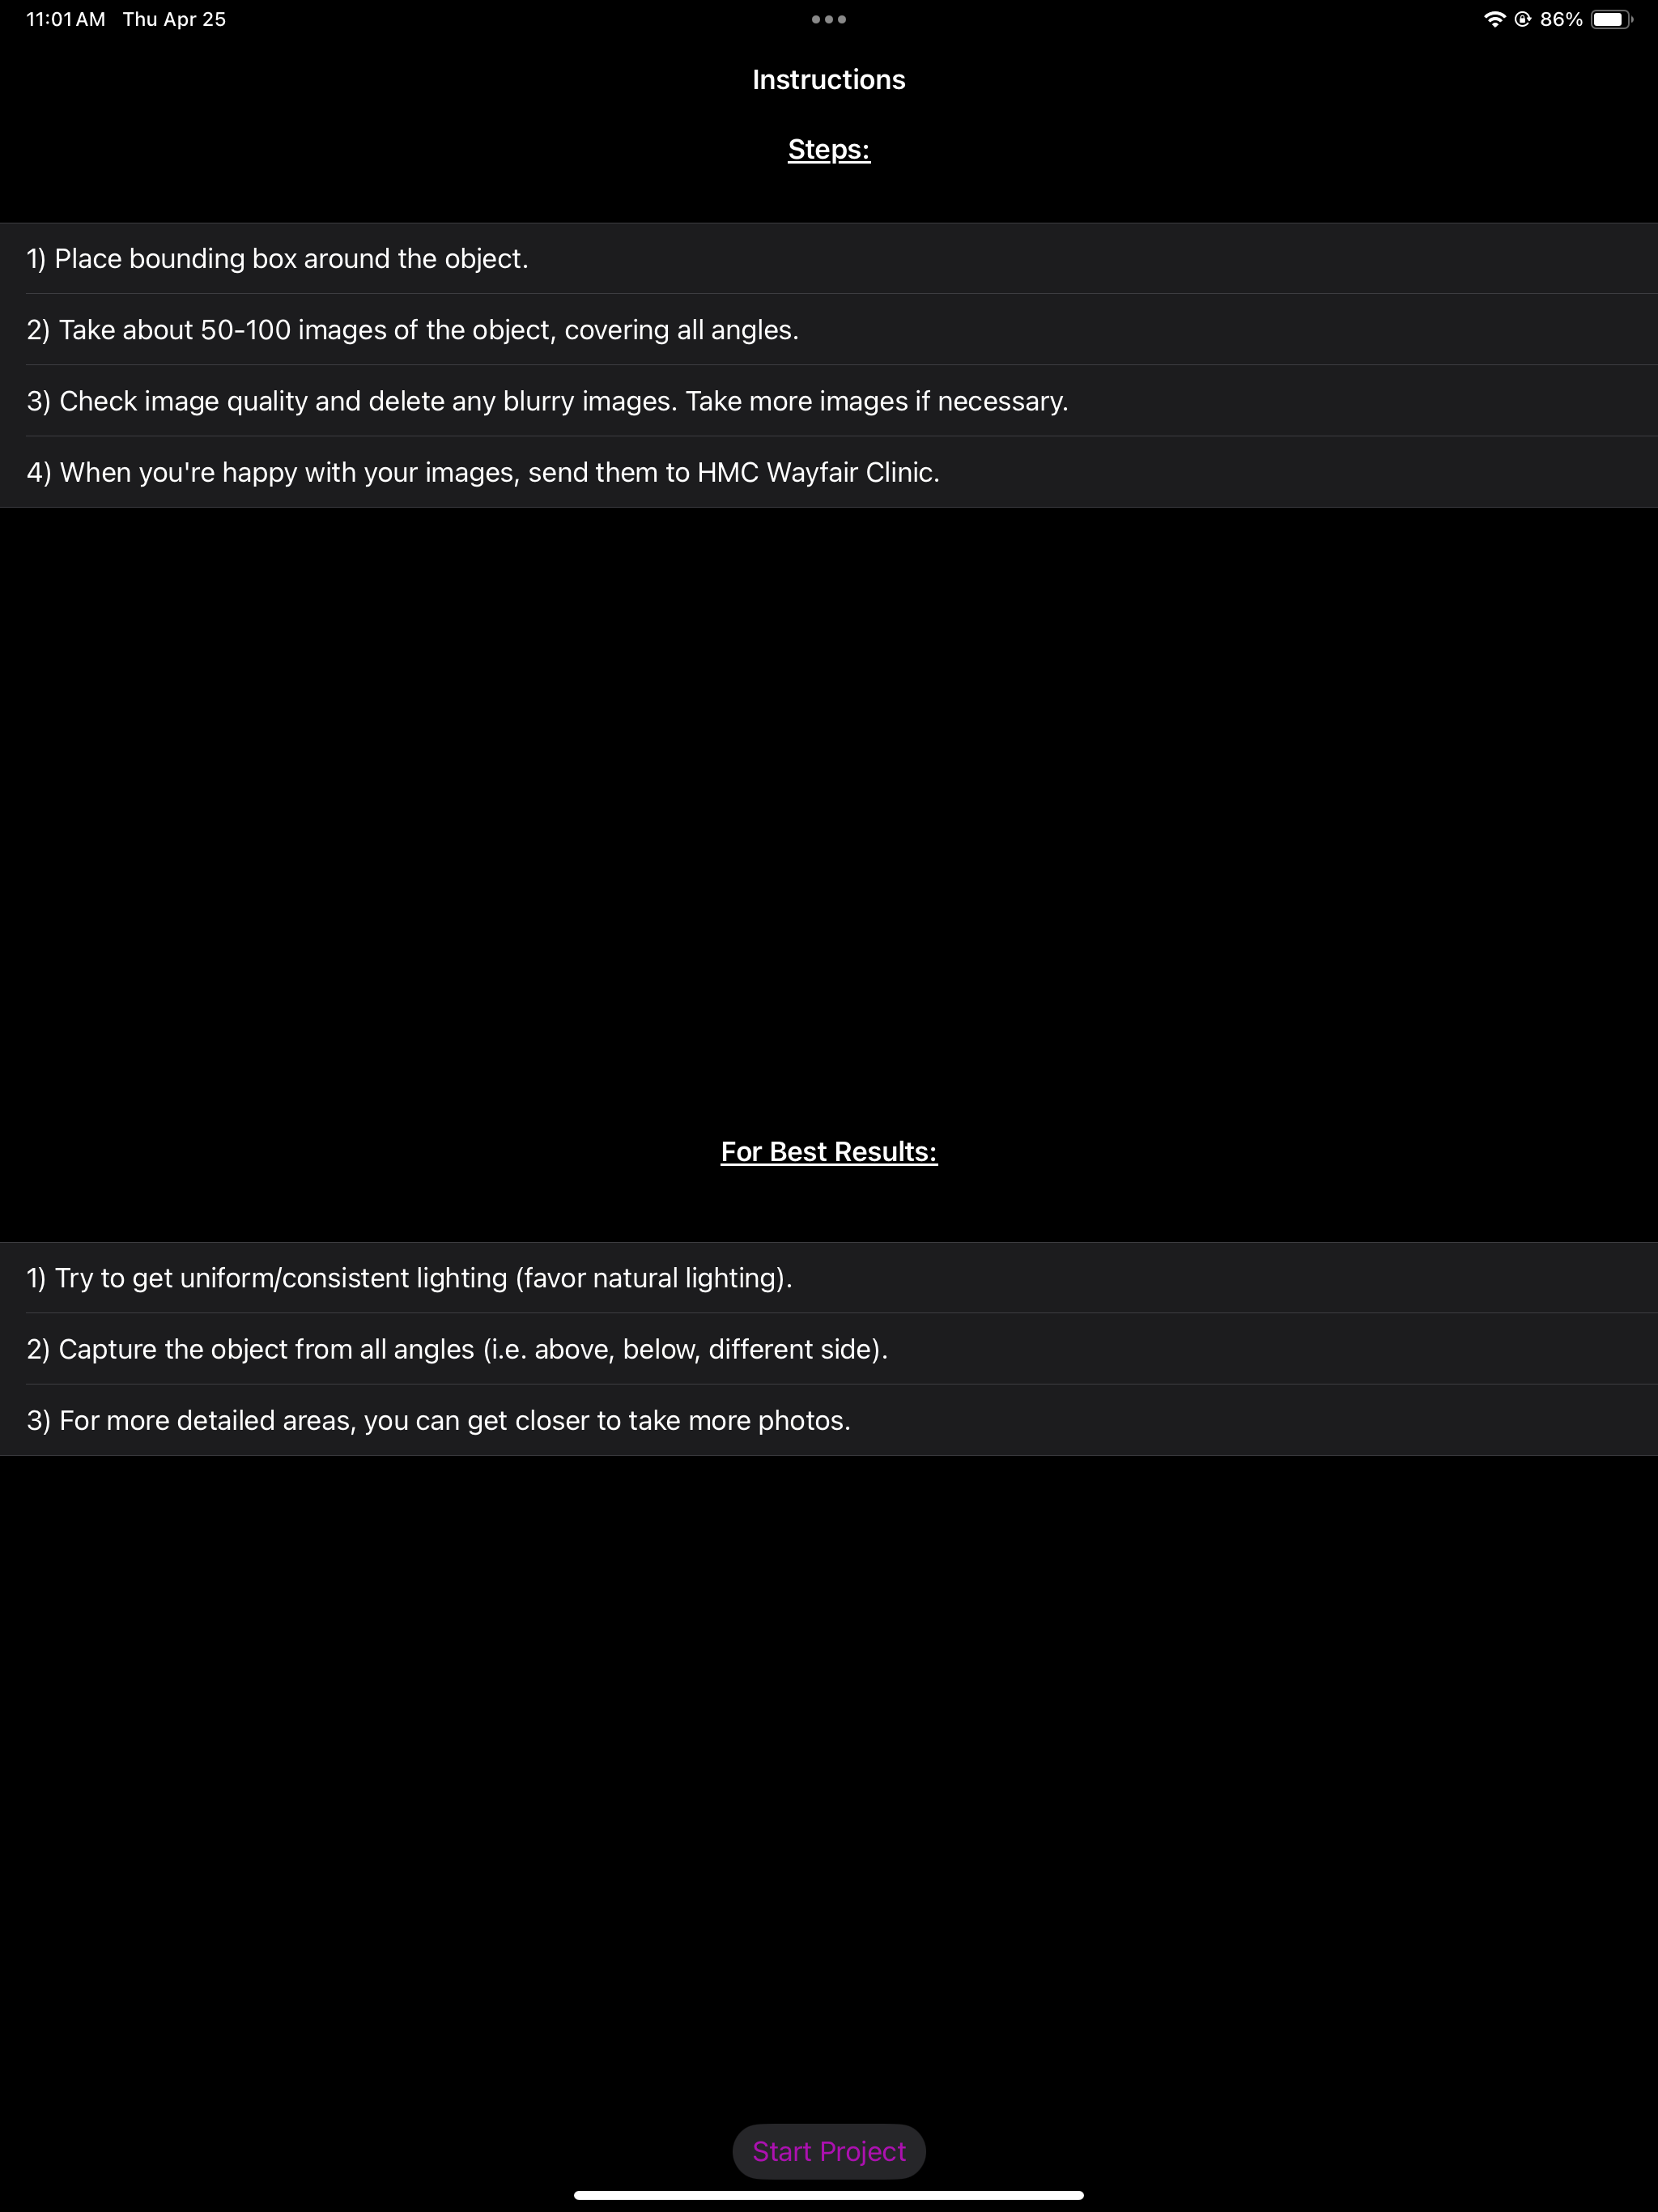 11:01 AM Thu Apr 25
86%
Instructions
Steps:
1) Place bounding box around the object.
2) Take about 50-100 images of the object, covering all angles.
3) Check image quality and delete any blurry images. Take more images if necessary.
4) When you're happy with your images, send them to HMC Wayfair Clinic.
For Best Results:
1) Try to get uniform/consistent lighting (favor natural lighting).
2) Capture the object from all angles (i.e. above, below, different side).
3) For more detailed areas, you can get closer to take more photos.
Start Project